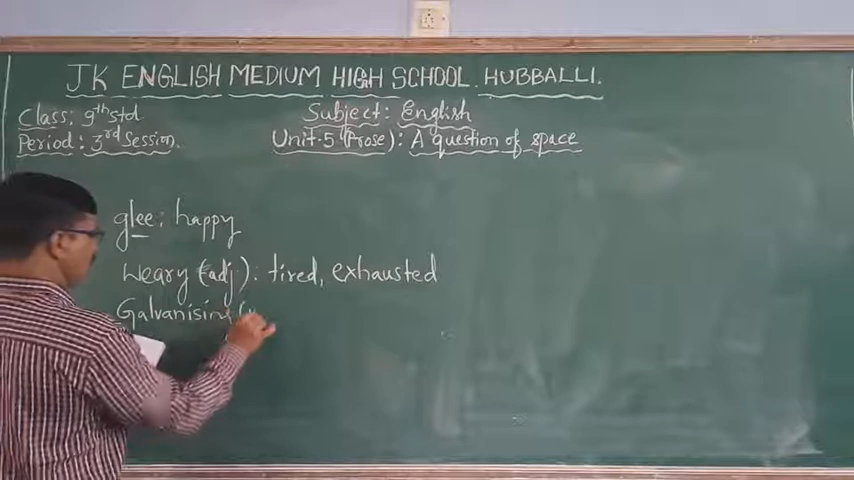 JK ENGLISH MEDIUM HIGH SCHOOL. HUBBALLI.
Class: 9th std
Subject: English
Period: 3rd Session.
Unit-5 (Prose): A question of space
glee: happy
Weary (adj): tired, exhausted
Galvanising (